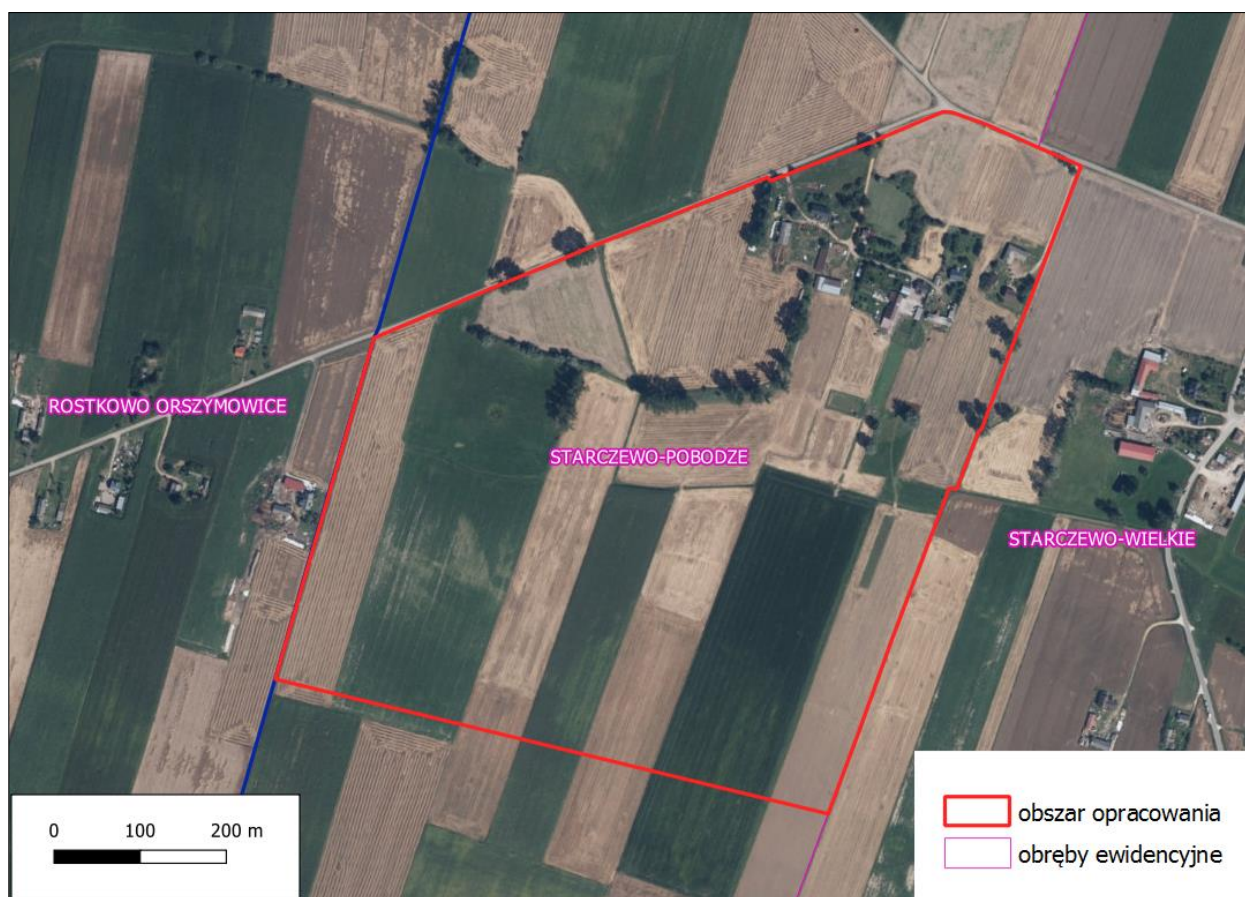 ROSTKOWO ORSZYMOWICE
STARCZEWO-POBODZE
STARCZEWO-WIELKIE
0 100 200 m
obszar opracowania
obręby ewidencyjne